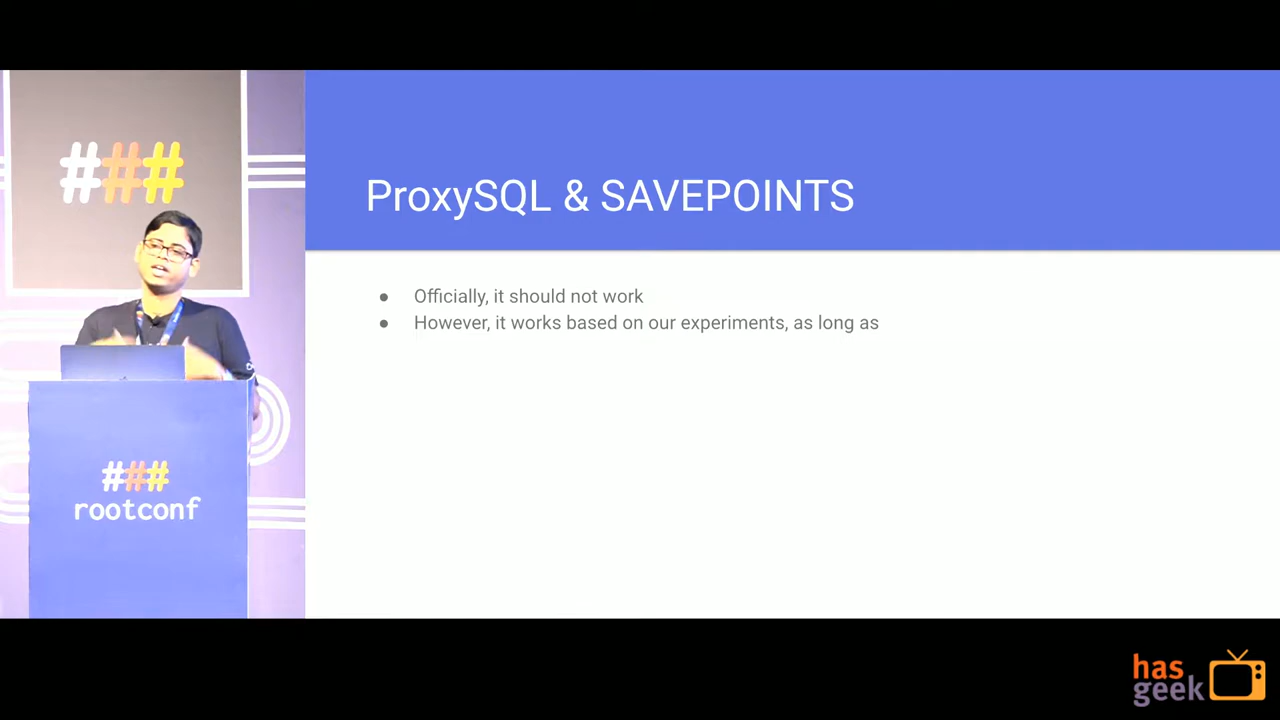 ###
ProxySQL & SAVEPOINTS
● Officially, it should not work
● However, it works based on our experiments, as long as
###
rootconf
has
geek